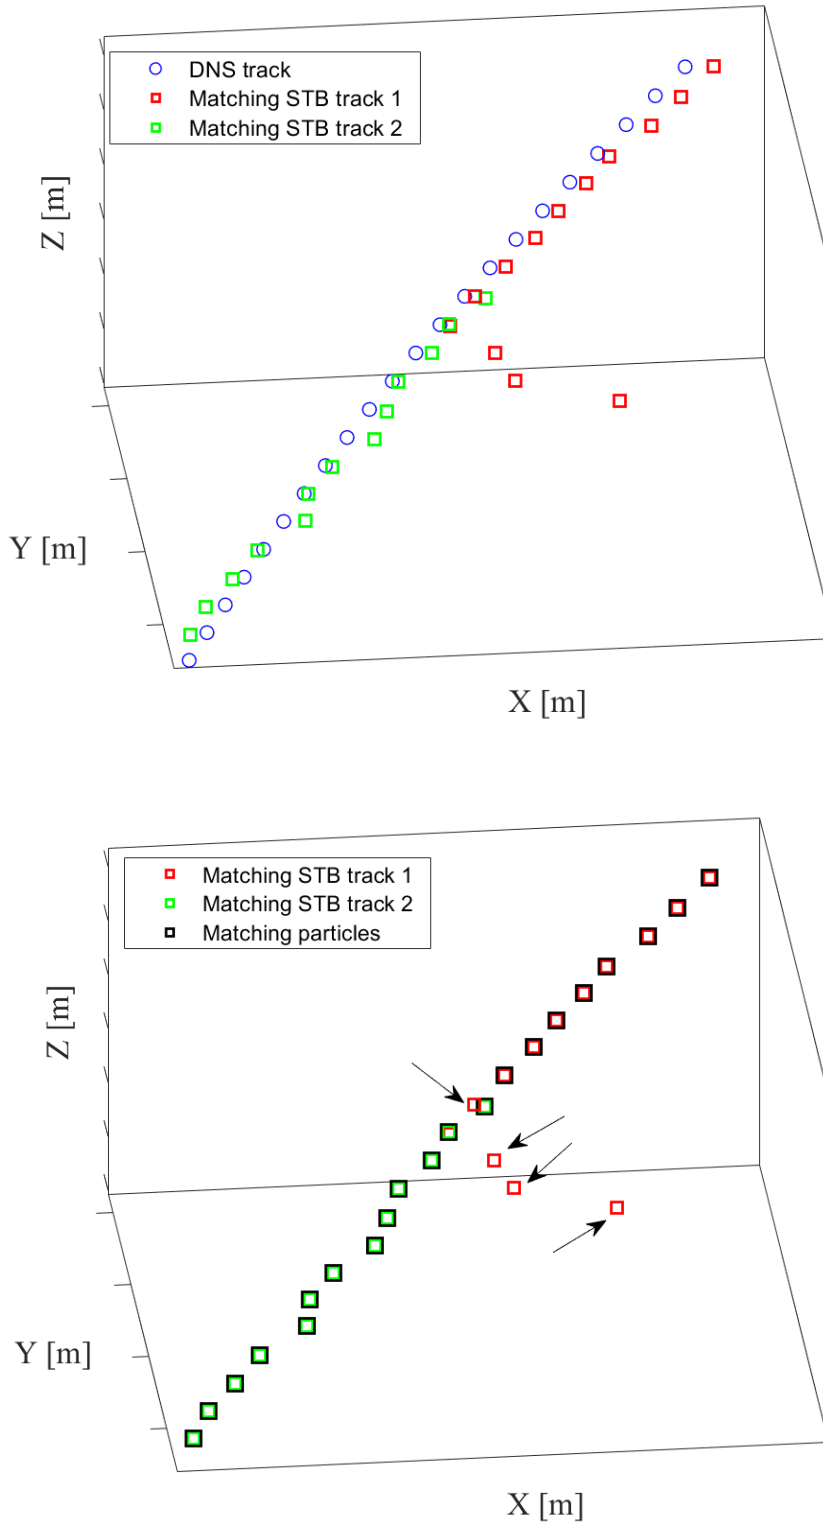 DNS track
Matching STB track 1
Matching STB track 2
Z [m]
Y [m]
X [m]
Matching STB track 1
Matching STB track 2
Matching particles
Z [m]
Y [m]
X [m]